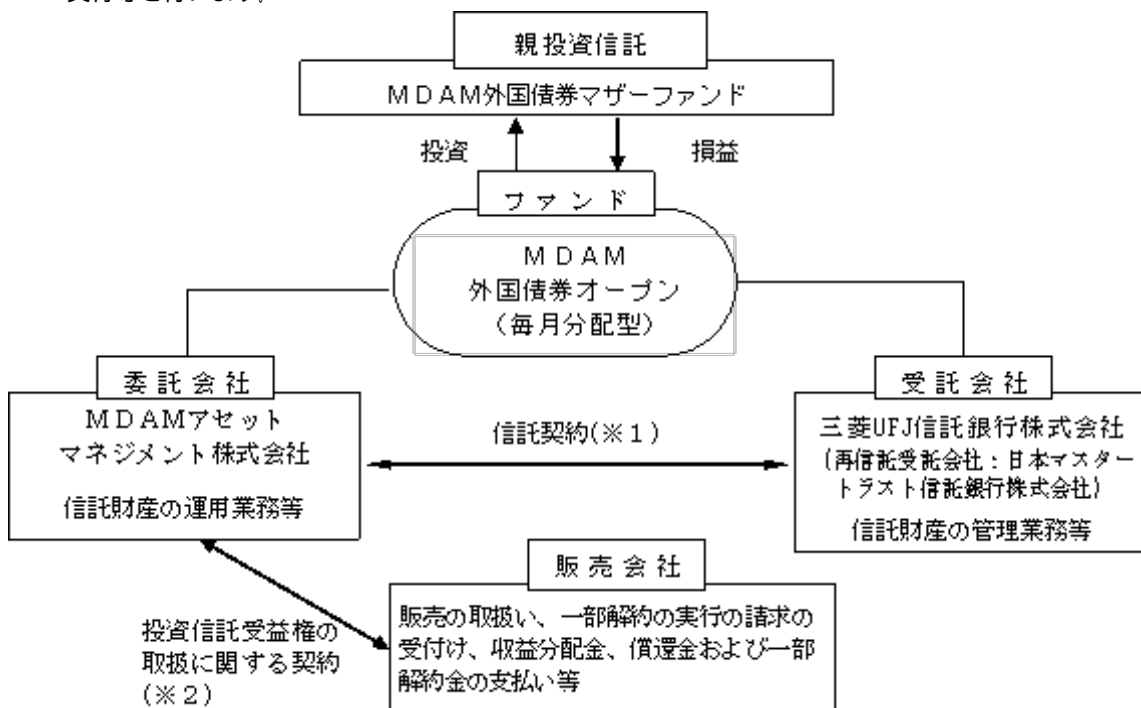 親投資信託
ＭＤＡＭ外国債券マザーファンド
投資
損益
ファンド
ＭＤＡＭ
外国債券オープン
（毎月分配型）
委託会社
ＭＤＡＭアセット
マネジメント株式会社
信託財産の運用業務等
信託契約(※１)
受託会社
三菱UFJ信託銀行株式会社
(再信託受託会社：日本マスター
トラスト信託銀行株式会社)
信託財産の管理業務等
投資信託受益権の
取扱に関する契約
(※２)
販売会社
販売の取扱い、一部解約の実行の請求の
受付け、収益分配金、償還金および一部
解約金の支払い等